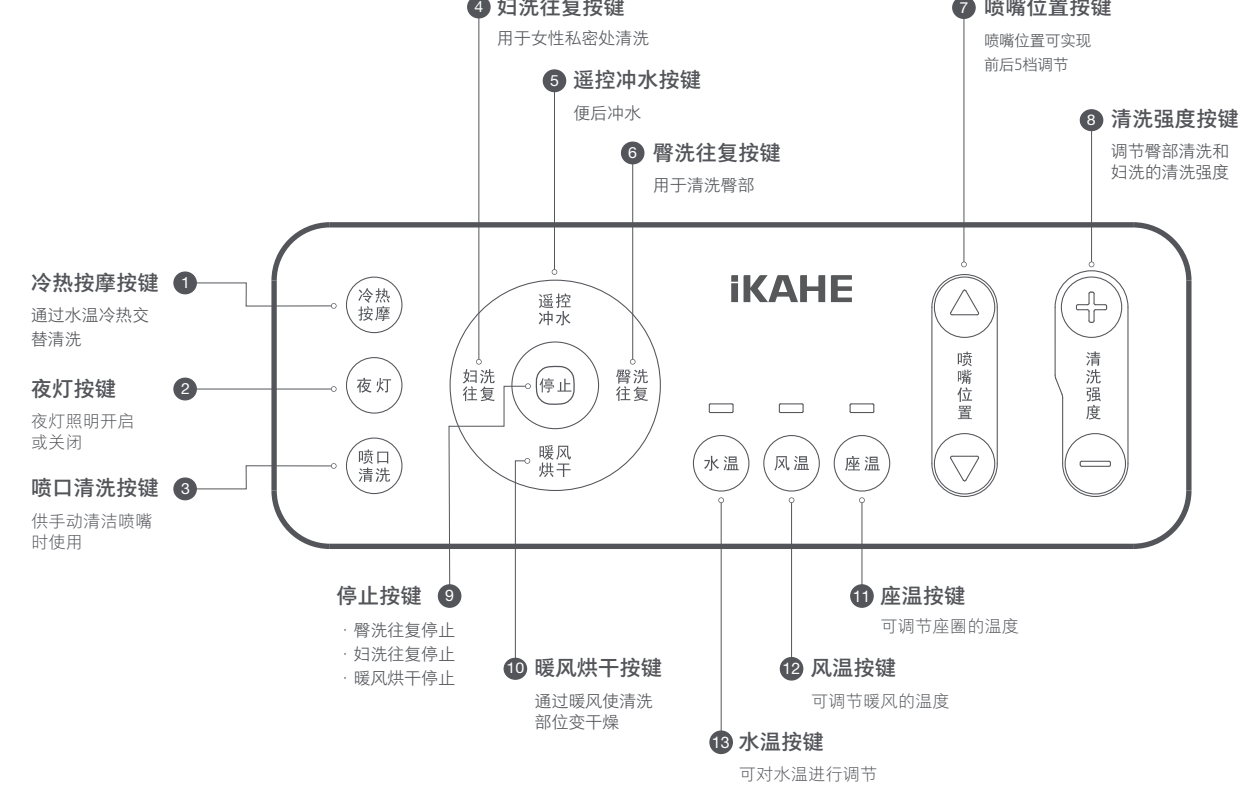 4 妇洗往复按键
用于女性私密处清洗
5 遥控冲水按键
便后冲水
6 臀洗往复按键
用于清洗臀部
7 喷嘴位置按键
喷嘴位置可实现
前后5档调节
8 清洗强度按键
调节臀部清洗和
妇洗的清洗强度
冷热按摩按键 1
通过水温冷热交
替清洗
夜灯按键 2
夜灯照明开启
或关闭
喷口清洗按键 3
供手动清洁喷嘴
时使用
冷热
按摩
夜灯
喷口
清洗
遥控
冲水
妇洗
往复
停止
臀洗
往复
暖风
烘干
iKAHE
水温
风温
座温
喷嘴位置
清洗强度
停止按键 9
· 臀洗往复停止
· 妇洗往复停止
· 暖风烘干停止
10 暖风烘干按键
通过暖风使清洗
部位变干燥
11 座温按键
可调节座圈的温度
12 风温按键
可调节暖风的温度
13 水温按键
可对水温进行调节